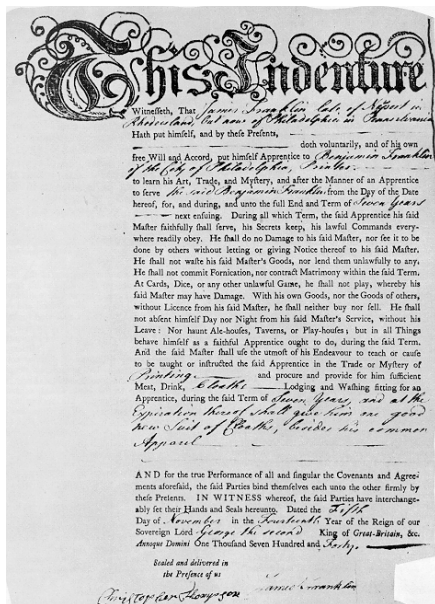 This Indenture
Witnesseth, That James Franklin late of Newport in
Rhodeisland, but now of Philadelphia in Pennsylvania
Hath put himself, and by these Presents,
doth voluntarily, and of his own
free Will and Accord, put himself Apprentice to Benjamin Franklin
of the City of Philadelphia, Printer
to learn his Art, Trade, and Mystery, and after the Manner of an Apprentice
to serve the said Benjamin Franklin from the Day of the Date
hereof, for, and during, and unto the full End and Term of Seven Years
next ensuing. During all which Term, the said Apprentice his said
Master faithfully shall serve, his Secrets keep, his lawful Commands every-
where readily obey. He shall do no Damage to his said Master, nor see it to be
done by others without letting or giving Notice thereof to his said Master.
He shall not waste his said Master's Goods, nor lend them unlawfully to any.
He shall not commit Fornication, nor contract Matrimony within the said Term.
At Cards, Dice, or any other unlawful Game, he shall not play, whereby his
said Master may have Damage. With his own Goods, nor the Goods of others,
without Licence from his said Master, he shall neither buy nor sell. He shall
not absent himself Day nor Night from his said Master's Service, without his
Leave: Nor haunt Ale-houses, Taverns, or Play-houses; but in all Things
behave himself as a faithful Apprentice ought to do, during the said Term.
And the said Master shall use the utmost of his Endeavour to teach or cause
to be taught or instructed the said Apprentice in the Trade or Mystery of
Printing and procure and provide for him sufficient
Meat, Drink, Cloaths Lodging and Washing fitting for an
Apprentice, during the said Term of Seven Years, and at the
Expiration thereof shall give him one good
new Suit of Cloaths, besides his common
Apparel
AND for the true Performance of all and singular the Covenants and Agree-
ments aforesaid, the said Parties bind themselves each unto the other firmly by
these Presents. IN WITNESS whereof, the said Parties have interchange-
ably set their Hands and Seals hereunto. Dated the Fifth
Day of November in the Fourteenth Year of the Reign of our
Sovereign Lord George the second King of Great-Britain, &c.
Annoque Domini One Thousand Seven Hundred and Forty.
Sealed and delivered in
the Presence of us
James Franklin
Christopher Thompson